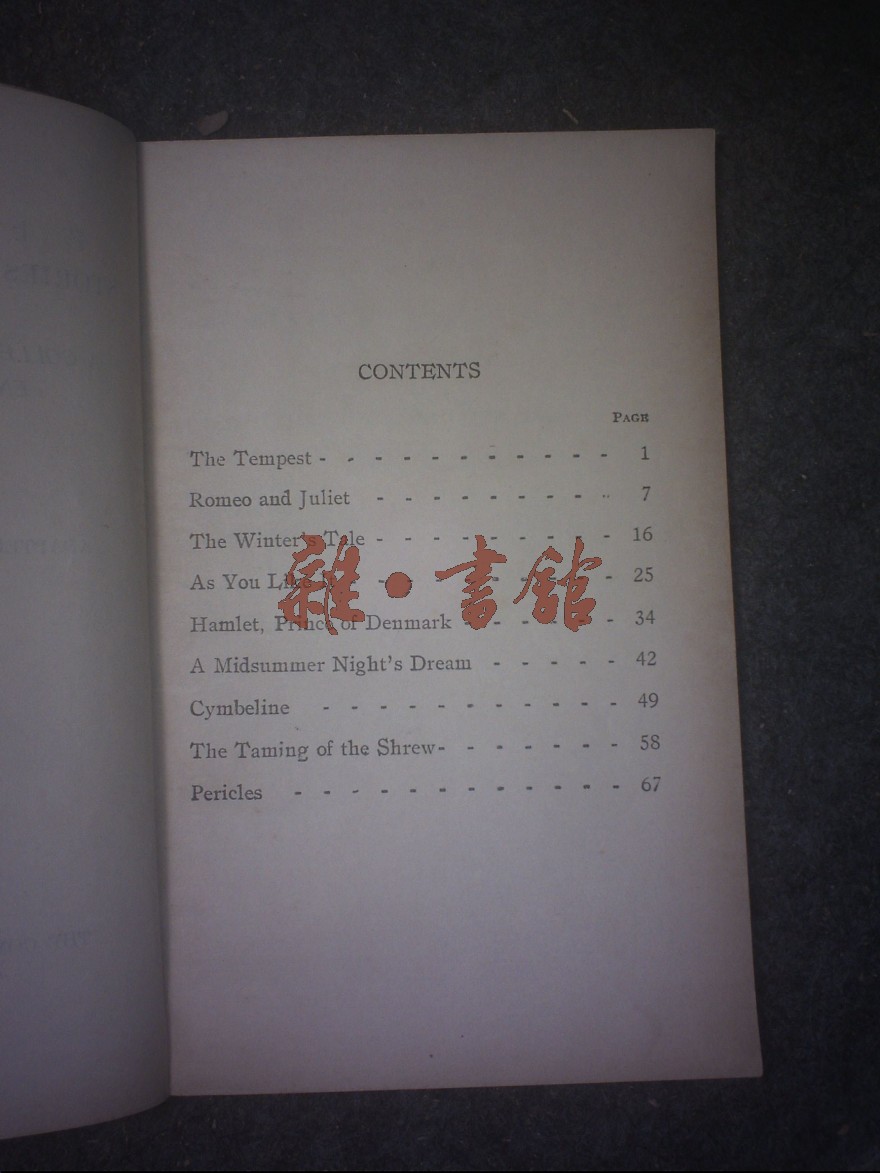 CONTENTS
PAGE
The Tempest - - - - - - - - - - - 1
Romeo and Juliet - - - - - - - - - 7
The Winter's Tale - - - - - - - - - 16
As You Like It - - - - - - - - - - 25
Hamlet, Prince of Denmark - - - - - - 34
A Midsummer Night's Dream - - - - - 42
Cymbeline - - - - - - - - - - - 49
The Taming of the Shrew- - - - - - - 58
Pericles - - - - - - - - - - - - 67
雜•書館